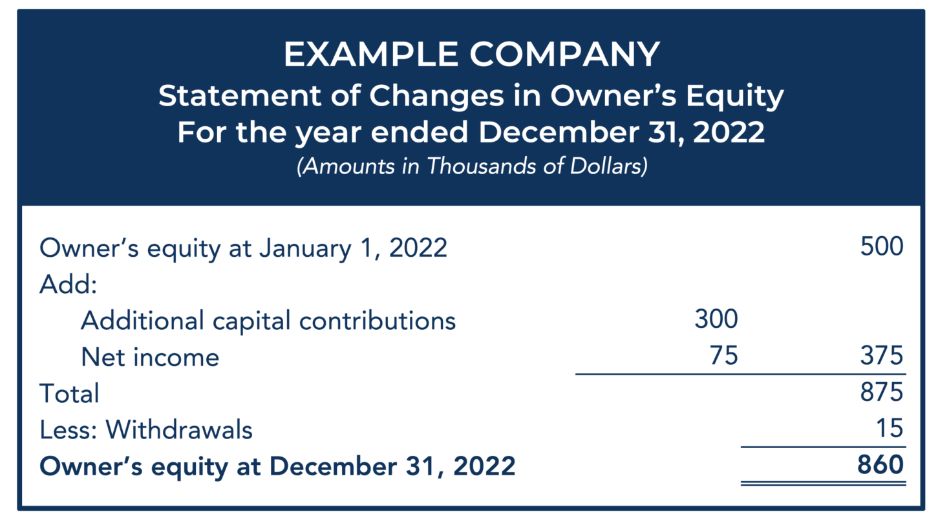 EXAMPLE COMPANY
Statement of Changes in Owner’s Equity
For the year ended December 31, 2022
(Amounts in Thousands of Dollars)
Owner’s equity at January 1, 2022 500
Add:
Additional capital contributions 300
Net income 75 375
Total 875
Less: Withdrawals 15
Owner’s equity at December 31, 2022 860